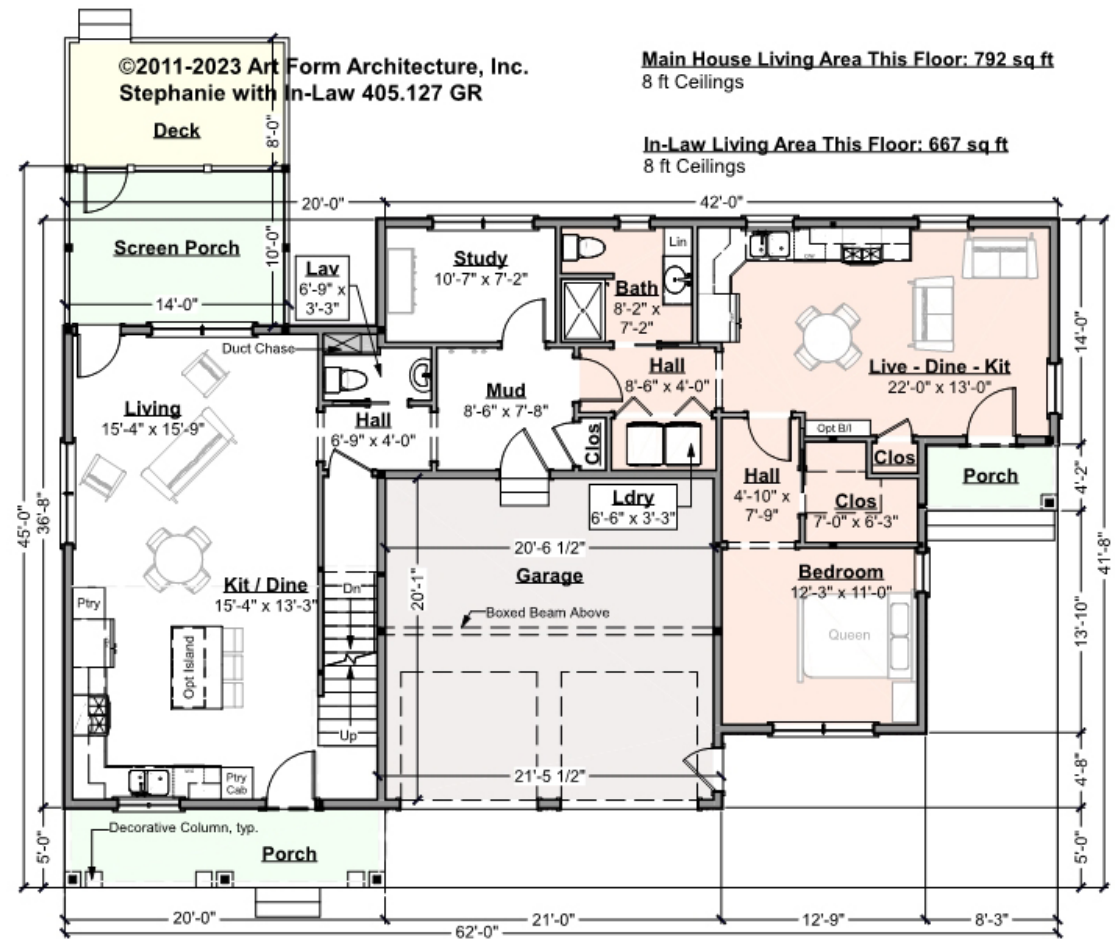 ©2011-2023 Art Form Architecture, Inc.
Stephanie with In-Law 405.127 GR
Main House Living Area This Floor: 792 sq ft
8 ft Ceilings
In-Law Living Area This Floor: 667 sq ft
8 ft Ceilings
Deck
8'-0"
20'-0"
42'-0"
Screen Porch
10'-0"
14'-0"
Lav
6'-9" x
3'-3"
Duct Chase
Study
10'-7" x 7'-2"
Lin
Bath
8'-2" x
7'-2"
Live - Dine - Kit
22'-0" x 13'-0"
14'-0"
Living
15'-4" x 15'-9"
Hall
6'-9" x 4'-0"
Mud
8'-6" x 7'-8"
Hall
8'-6" x 4'-0"
Clos
Opt B/I
Clos
Ldry
6'-6" x 3'-3"
Hall
4'-10" x
7'-9"
Clos
7'-0" x 6'-3"
Porch
4'-2"
45'-0"
36'-8"
41'-8"
20'-6 1/2"
Garage
20'-1"
Boxed Beam Above
Bedroom
12'-3" x 11'-0"
Queen
13'-10"
Kit / Dine
15'-4" x 13'-3"
Ptry
Opt Island
Dn
Up
Ptry
Cab
21'-5 1/2"
4'-8"
5'-0"
Decorative Column, typ.
Porch
5'-0"
20'-0"
21'-0"
12'-9"
8'-3"
62'-0"